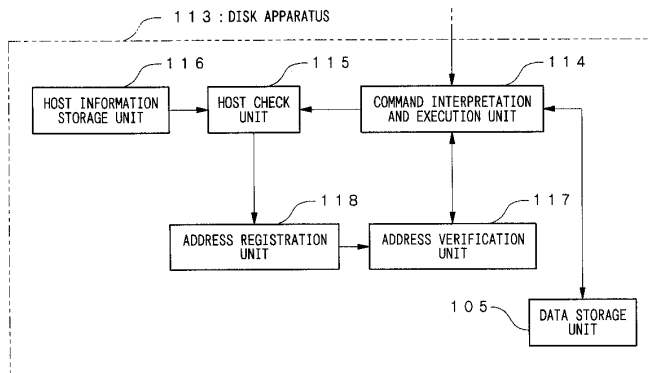 113 : DISK APPARATUS
116
115
114
HOST INFORMATION
STORAGE UNIT
HOST CHECK
UNIT
COMMAND INTERPRETATION
AND EXECUTION UNIT
118
117
ADDRESS REGISTRATION
UNIT
ADDRESS VERIFICATION
UNIT
105
DATA STORAGE
UNIT